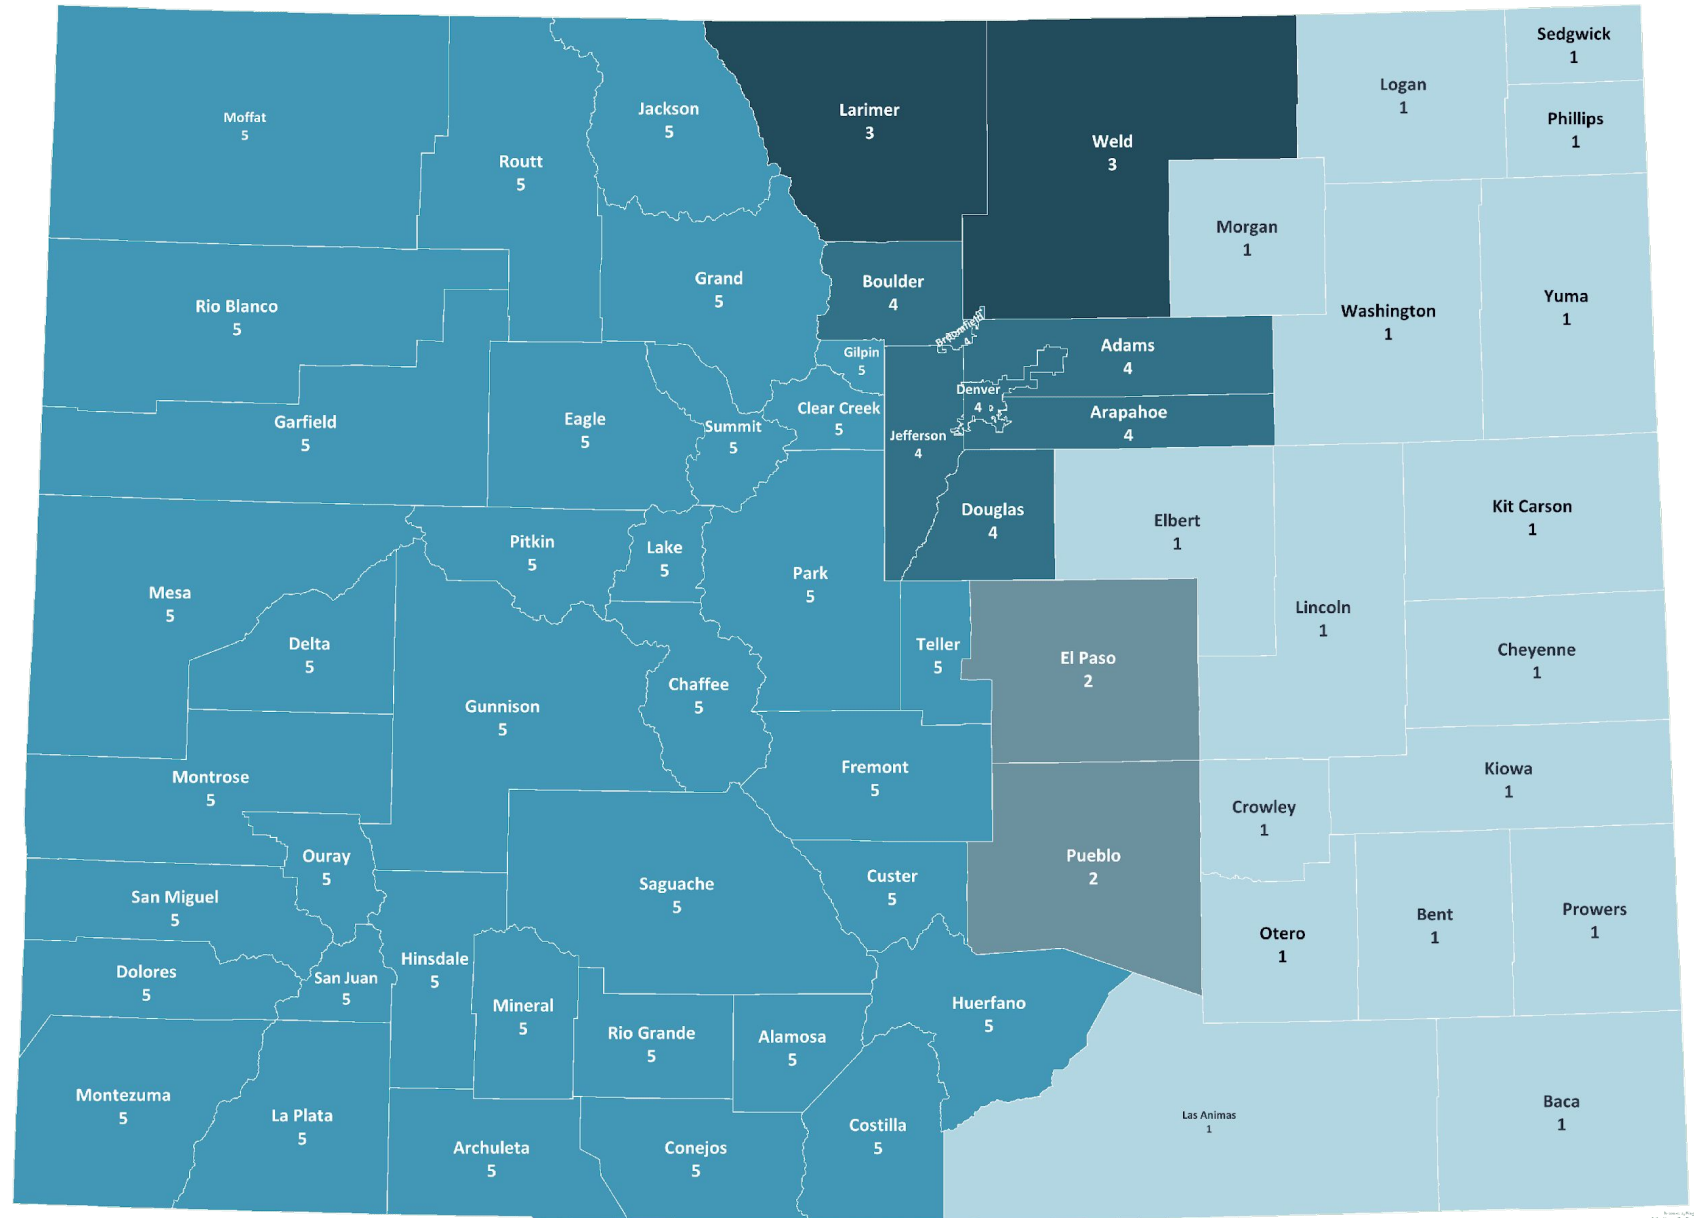 Moffat
5
Routt
5
Jackson
5
Larimer
3
Weld
3
Logan
1
Sedgwick
1
Phillips
1
Morgan
1
Washington
1
Yuma
1
Rio Blanco
5
Grand
5
Boulder
4
Broomfield
4
Gilpin
5
Adams
4
Denver
4
Arapahoe
4
Clear Creek
5
Jefferson
4
Garfield
5
Eagle
5
Summit
5
Douglas
4
Elbert
1
Kit Carson
1
Pitkin
5
Lake
5
Park
5
Mesa
5
Lincoln
1
Delta
5
Teller
5
El Paso
2
Cheyenne
1
Gunnison
5
Chaffee
5
Montrose
5
Fremont
5
Kiowa
1
Crowley
1
Ouray
5
Saguache
5
Custer
5
Pueblo
2
San Miguel
5
Otero
1
Bent
1
Prowers
1
Dolores
5
San Juan
5
Hinsdale
5
Mineral
5
Rio Grande
5
Alamosa
5
Huerfano
5
Montezuma
5
La Plata
5
Archuleta
5
Conejos
5
Costilla
5
Las Animas
1
Baca
1